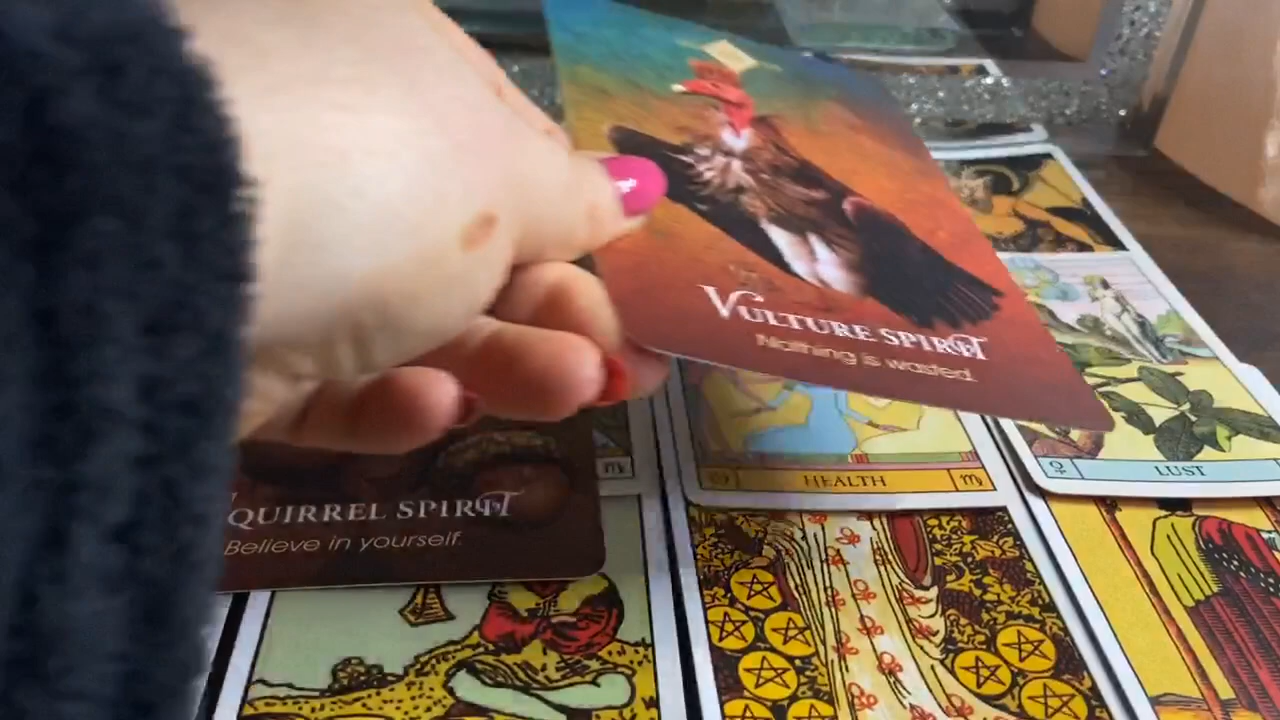 VULTURE SPIRIT
Nothing is wasted.
HEALTH
LUST
QUIRREL SPIRIT
Believe in yourself.